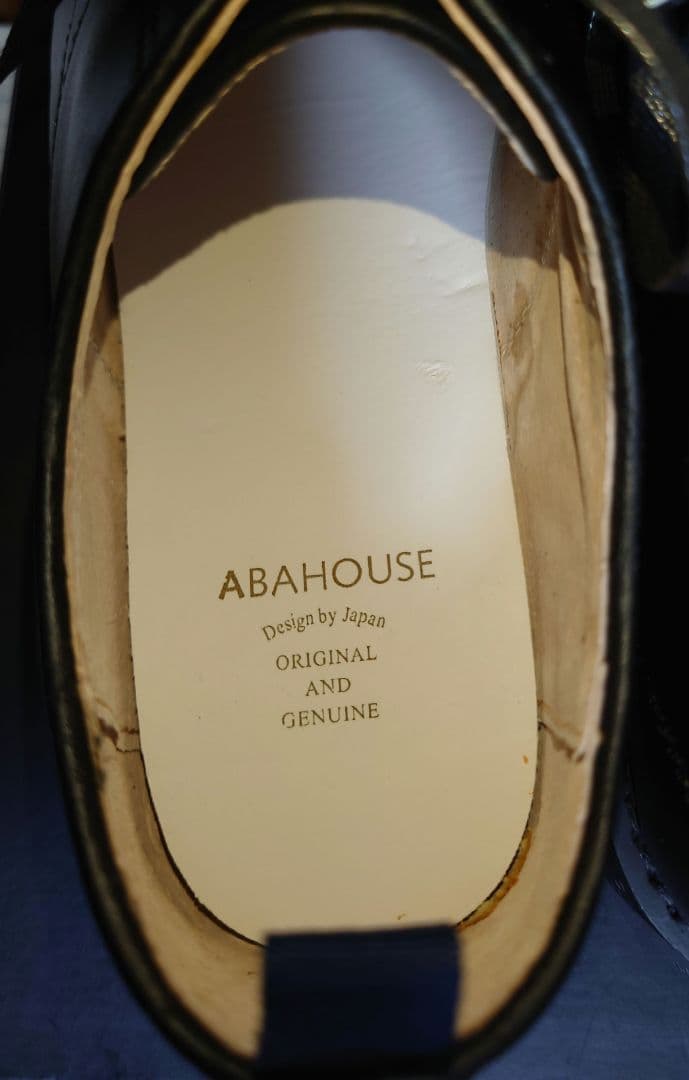 ABAHOUSE
Design by Japan
ORIGINAL
AND
GENUINE